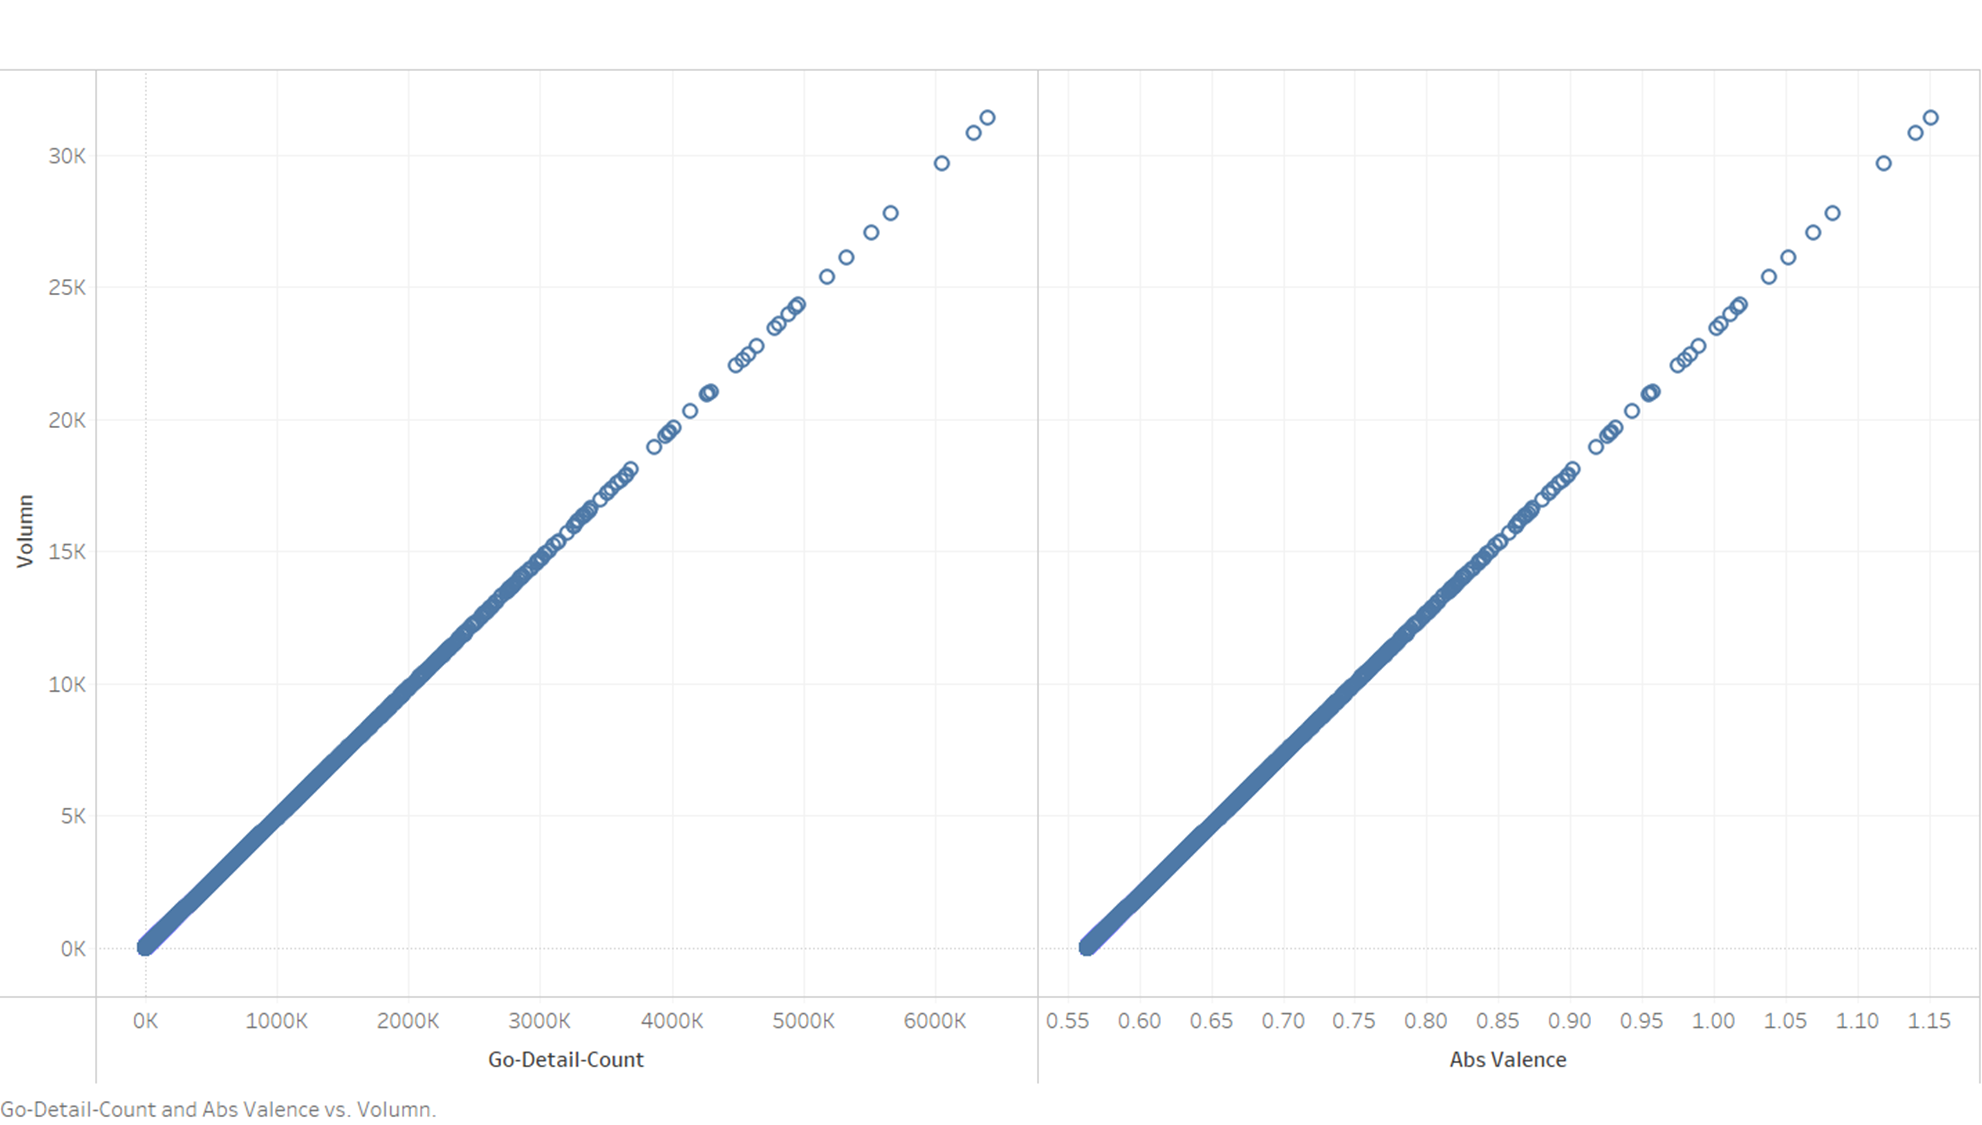 Volumn
30K
25K
20K
15K
10K
5K
0K
0K 1000K 2000K 3000K 4000K 5000K 6000K 0.55 0.60 0.65 0.70 0.75 0.80 0.85 0.90 0.95 1.00 1.05 1.10 1.15
Go-Detail-Count Abs Valence
Go-Detail-Count and Abs Valence vs. Volumn.